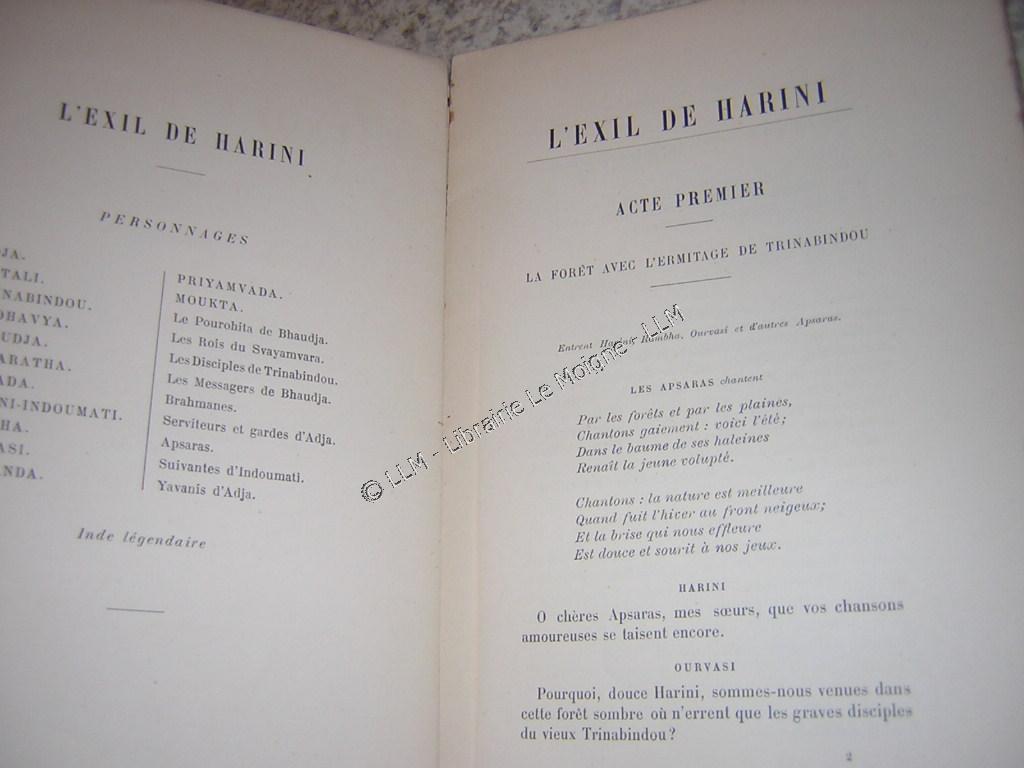 L'EXIL DE HARINI
PERSONNAGES
JA.
TALI.
NABINDOU.
DHAVYA.
UDJA.
ARATHA.
ADA.
NI-INDOUMATI.
HA.
ASI.
NDA.
PRIYAMVADA.
MOUKTA.
Le Pourohita de Bhaudja.
Les Rois du Svayamvara.
Les Disciples de Trinabindou.
Les Messagers de Bhaudja.
Brahmanes.
Serviteurs et gardes d'Adja.
Apsaras.
Suivantes d'Indoumati.
Yavanîs d'Adja.
Inde légendaire
L'EXIL DE HARINI
ACTE PREMIER
LA FORÊT AVEC L'ERMITAGE DE TRINABINDOU
Entrent Harini, Rambha, Ourvasi et d'autres Apsaras.
LES APSARAS chantent
Par les forêts et par les plaines,
Chantons gaiement : voici l'été;
Dans le baume de ses haleines
Renaît la jeune volupté.
Chantons : la nature est meilleure
Quand fuit l'hiver au front neigeux;
Et la brise qui nous effleure
Est douce et sourit à nos jeux.
HARINI
O chères Apsaras, mes sœurs, que vos chansons
amoureuses se taisent encore.
OURVASI
Pourquoi, douce Harini, sommes-nous venues dans
cette forêt sombre où n'errent que les graves disciples
du vieux Trinabindou?
2
© LLM - Librairie Le Moigne - LLM